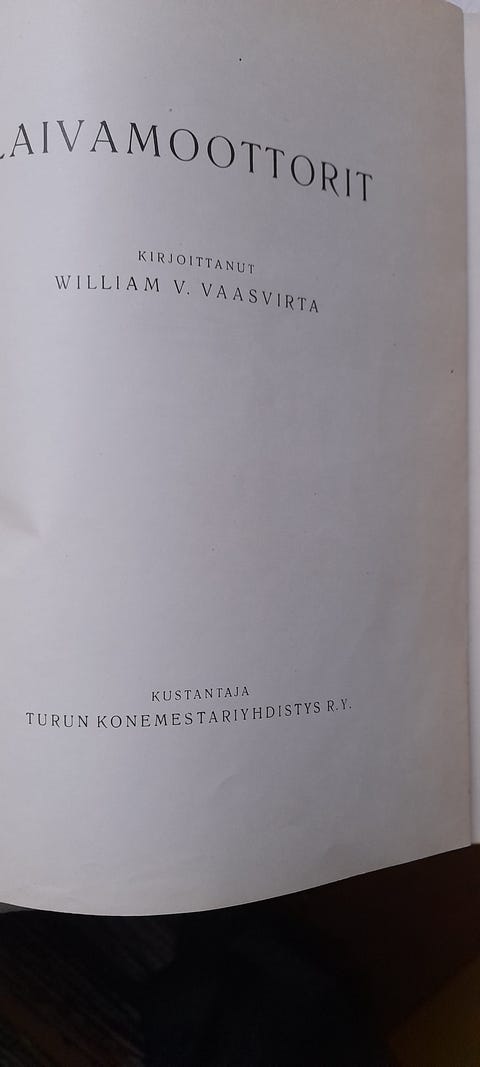 LAIVAMOOTTORIT
KIRJOITTANUT
WILLIAM V. VAASVIRTA
KUSTANTAJA
TURUN KONEMESTARIYHDISTYS R.Y.